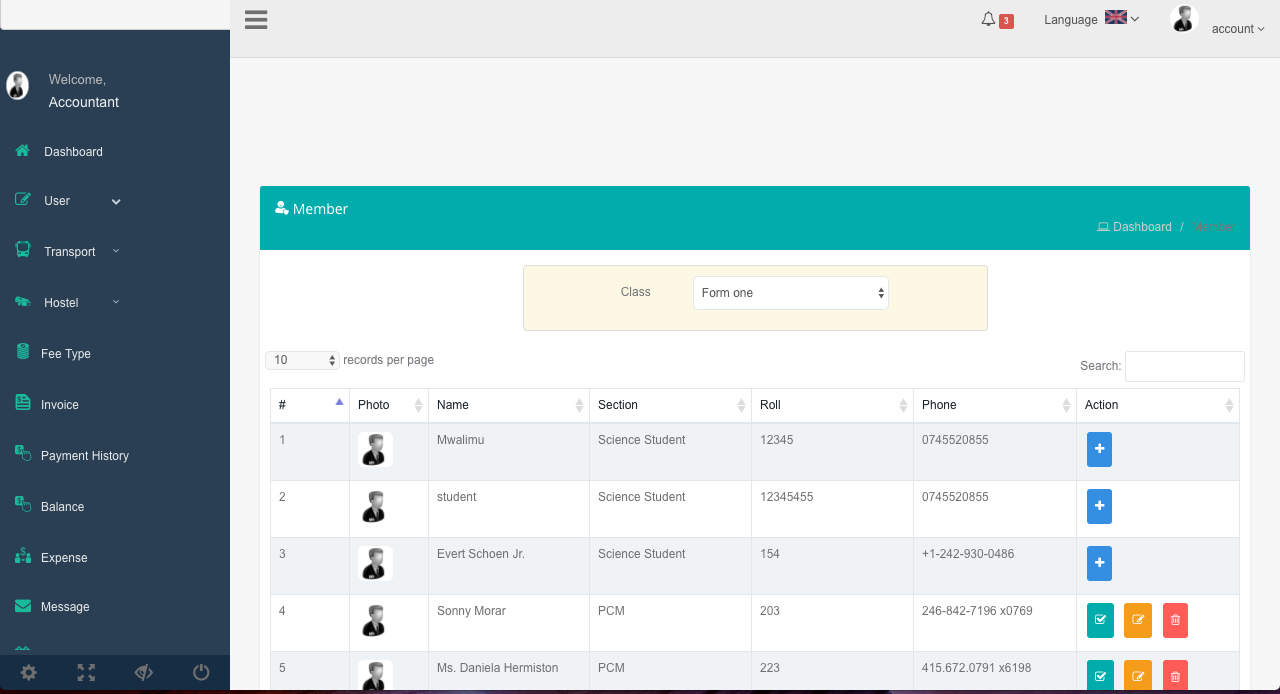 3
Language
account
Welcome,
Accountant
Dashboard
User
Transport
Hostel
Fee Type
Invoice
Payment History
Balance
Expense
Message
Member
Dashboard / Member
Class Form one
10 records per page
Search:
# Photo Name Section Roll Phone Action
1 Mwalimu Science Student 12345 0745520855
2 student Science Student 12345455 0745520855
3 Evert Schoen Jr. Science Student 154 +1-242-930-0486
4 Sonny Morar PCM 203 246-842-7196 x0769
5 Ms. Daniela Hermiston PCM 223 415.672.0791 x6198